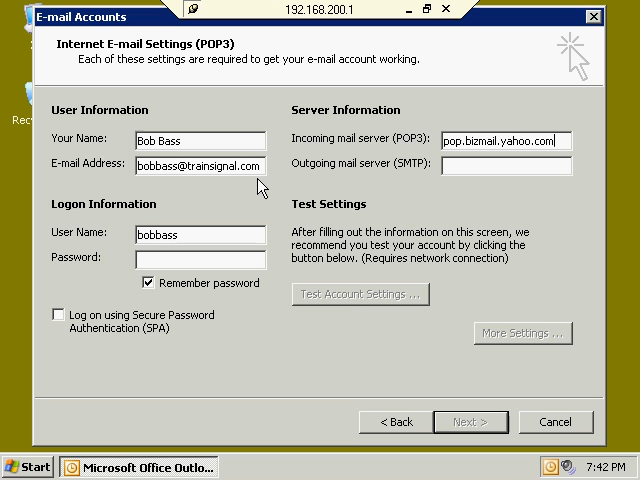 192.168.200.1
E-mail Accounts
Internet E-mail Settings (POP3)
Each of these settings are required to get your e-mail account working.
User Information
Your Name: Bob Bass
E-mail Address: bobbass@trainsignal.com
Logon Information
User Name: bobbass
Password:
Remember password
Log on using Secure Password
Authentication (SPA)
Server Information
Incoming mail server (POP3): pop.bizmail.yahoo.com
Outgoing mail server (SMTP):
Test Settings
After filling out the information on this screen, we
recommend you test your account by clicking the
button below. (Requires network connection)
Test Account Settings ...
More Settings ...
< Back
Next >
Cancel
Start
Microsoft Office Outlo...
7:42 PM